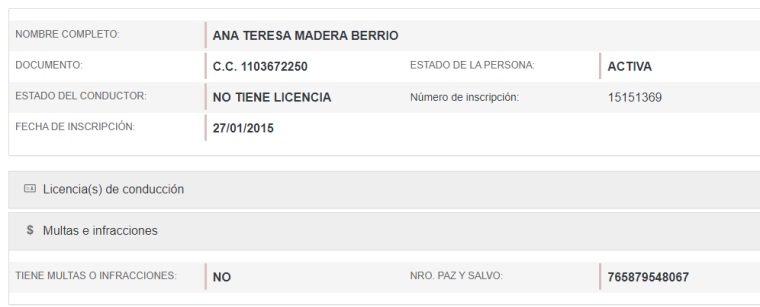 NOMBRE COMPLETO: ANA TERESA MADERA BERRIO
DOCUMENTO: C.C. 1103672250 ESTADO DE LA PERSONA: ACTIVA
ESTADO DEL CONDUCTOR: NO TIENE LICENCIA Número de inscripción: 15151369
FECHA DE INSCRIPCIÓN: 27/01/2015
Licencia(s) de conducción
$ Multas e infracciones
TIENE MULTAS O INFRACCIONES: NO NRO. PAZ Y SALVO: 765879548067